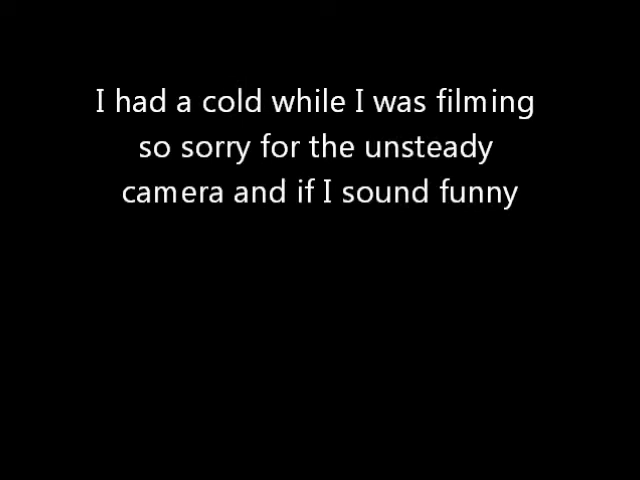 I had a cold while I was filming
so sorry for the unsteady
camera and if I sound funny